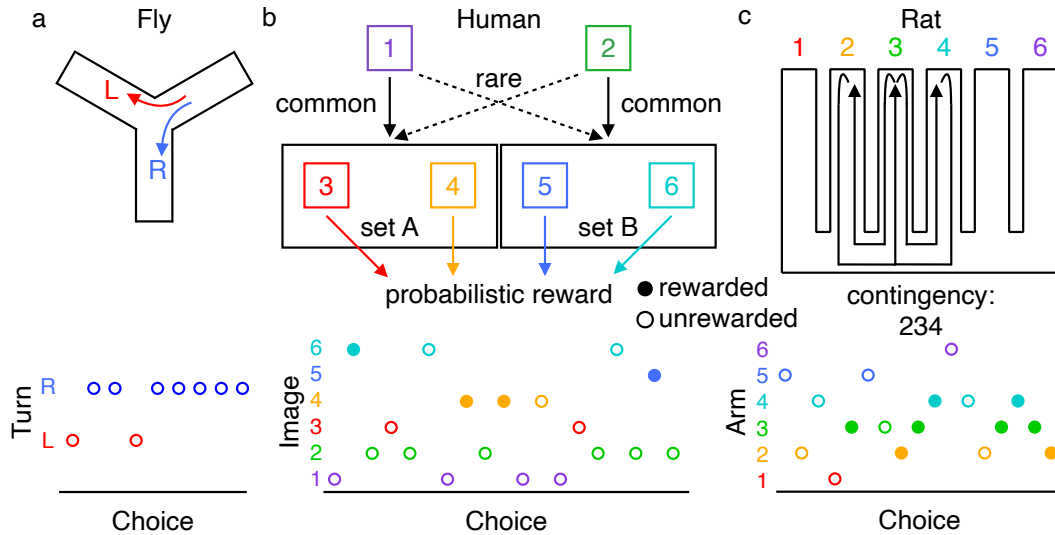 a
Fly
L
R
R
L
Turn
Choice
b
Human
1
2
rare
common
common
3
4
5
6
set A
set B
probabilistic reward
rewarded
unrewarded
6
5
4
3
2
1
Image
Choice
c
Rat
1 2 3 4 5 6
contingency:
234
6
5
4
3
2
1
Arm
Choice